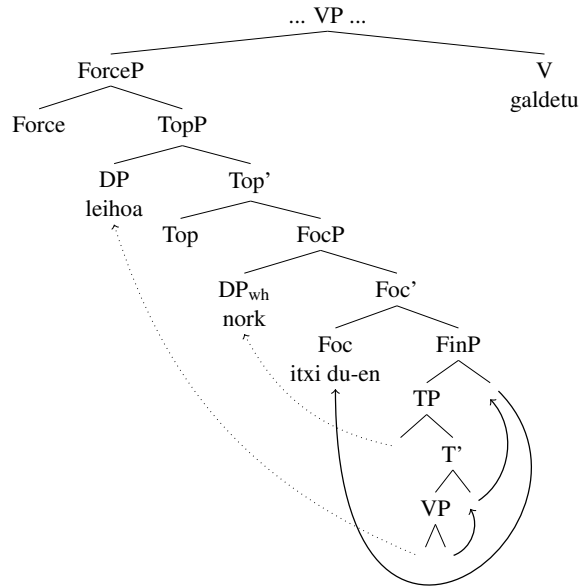 ... VP ...
ForceP V
galdetu
Force TopP
DP Top’
leihoa
Top FocP
DPwh Foc’
nork
Foc FinP
itxi du-en
TP
T’
VP